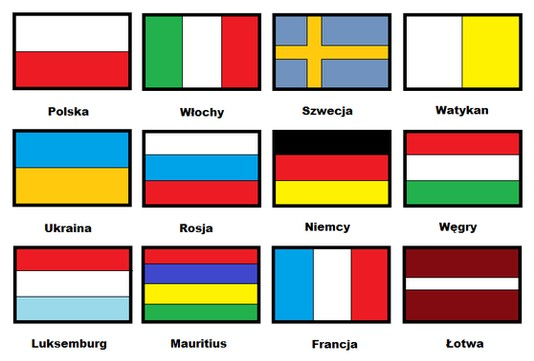 Polska Włochy Szwecja Watykan
Ukraina Rosja Niemcy Węgry
Luksemburg Mauritius Francja Łotwa